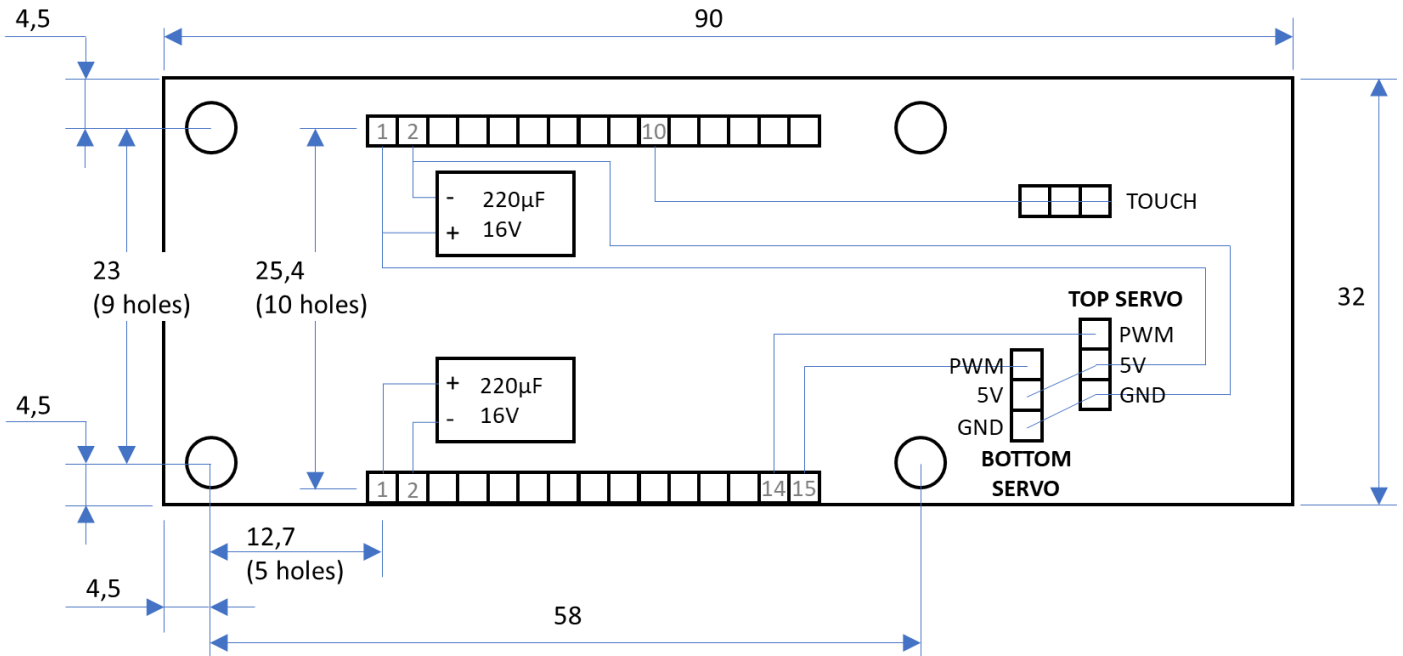 4,5
90
1 2 10
- 220µF
+ 16V
TOUCH
23
(9 holes)
25,4
(10 holes)
32
TOP SERVO
PWM
5V
GND
PWM
5V
GND
BOTTOM
SERVO
+ 220µF
- 16V
4,5
1 2 14 15
12,7
(5 holes)
4,5
58